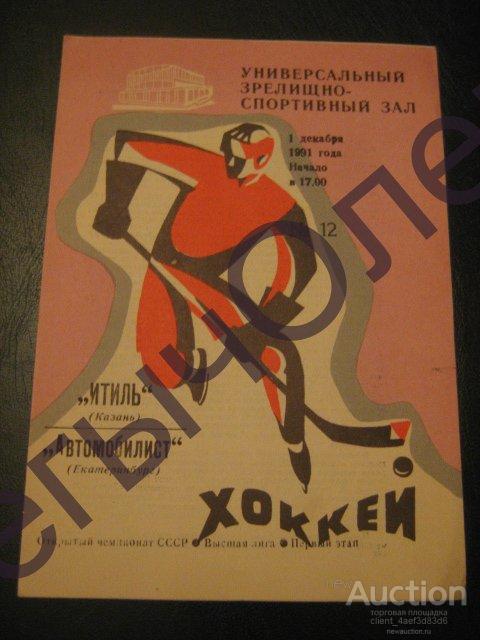 УНИВЕРСАЛЬНЫЙ
ЗРЕЛИЩНО-
СПОРТИВНЫЙ ЗАЛ
1 декабря
1991 года
Начало
в 17.00
12
„ИТИЛЬ“
(Казань)
„АВТОМОБИЛИСТ“
(Екатеринбург)
ХОККЕЙ
Открытый чемпионат СССР ● Высшая лига ● Первый этап
Auction
торговая площадка
client_4aef3d83d6
newauction.ru